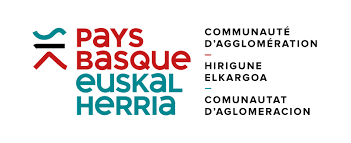 PAYS
BASQUE
EUSKAL
HERRIA
COMMUNAUTÉ
D'AGGLOMÉRATION
HIRIGUNE
ELKARGOA
COMUNAUTAT
D'AGLOMERACION